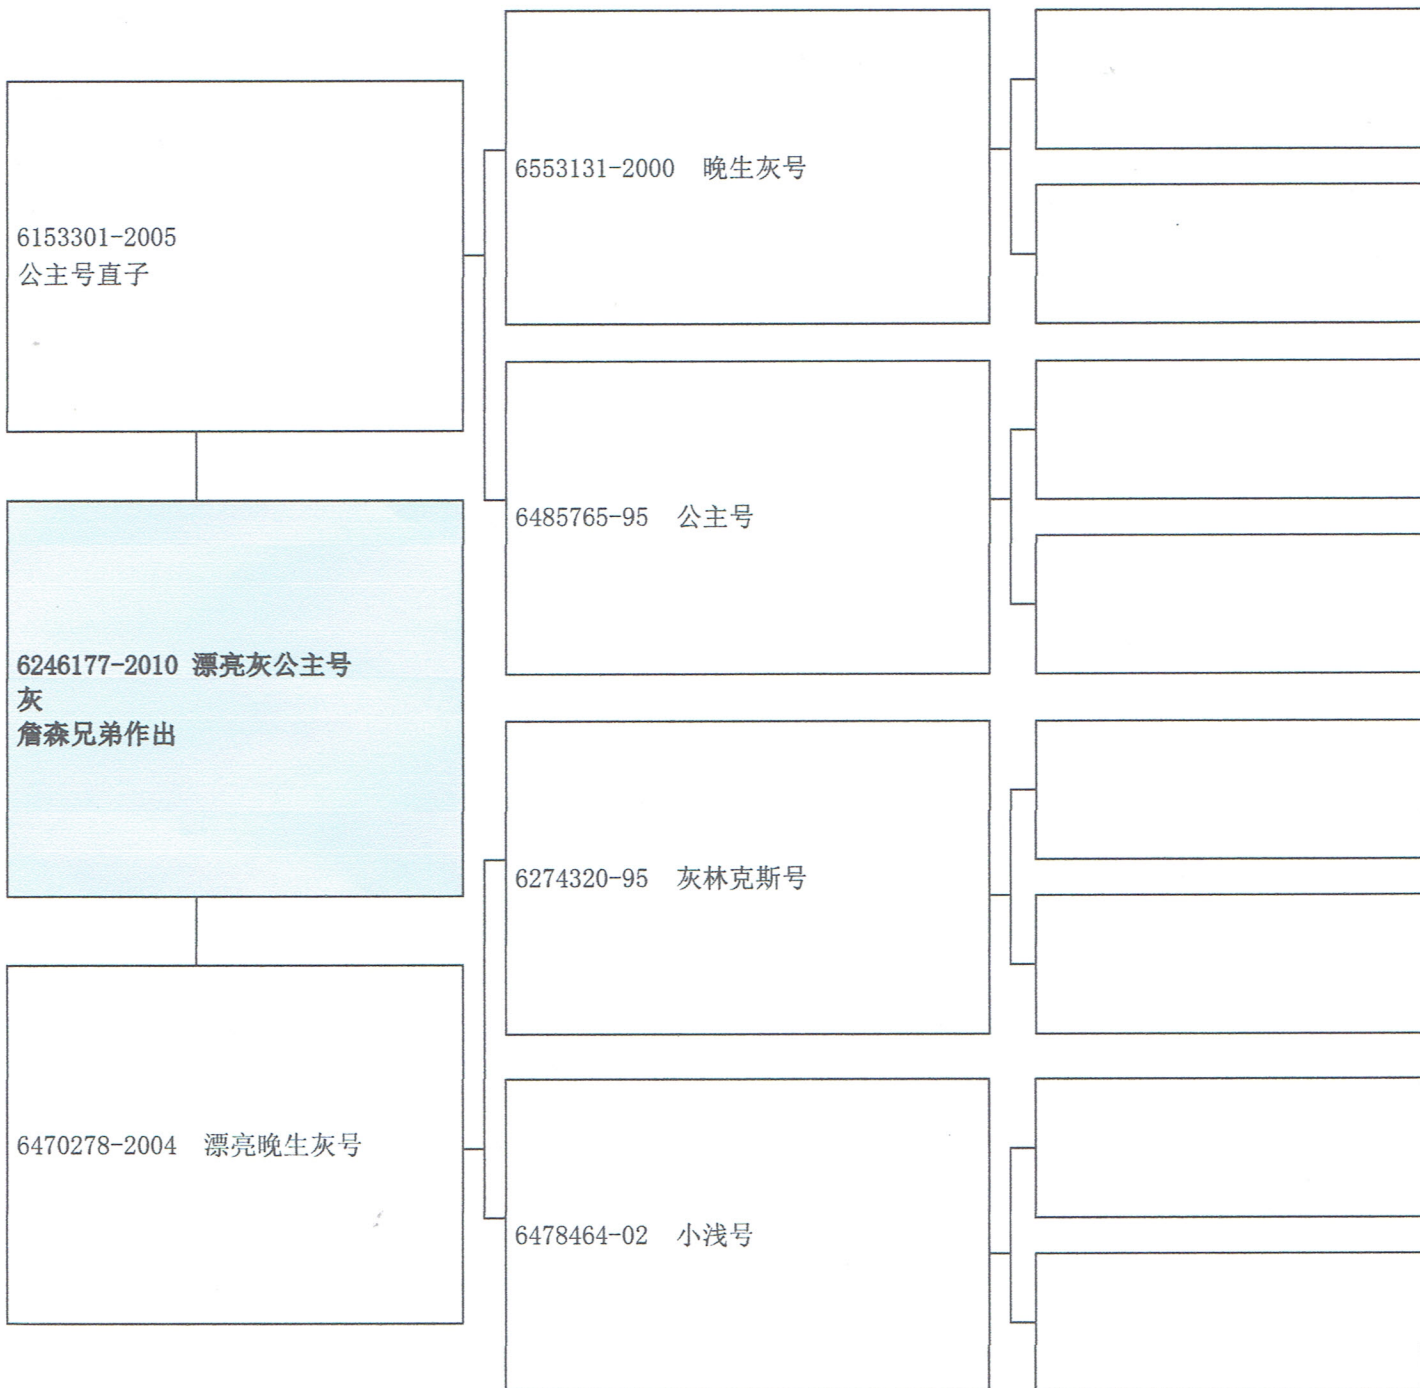 6153301-2005
公主号直子
6246177-2010 漂亮灰公主号
灰
詹森兄弟作出
6470278-2004 漂亮晚生灰号
6553131-2000 晚生灰号
6485765-95 公主号
6274320-95 灰林克斯号
6478464-02 小浅号